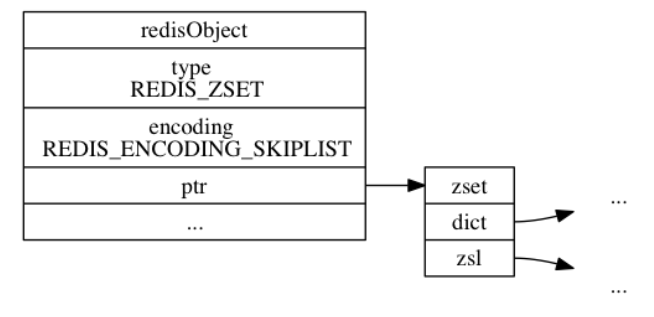 redisObject
type
REDIS_ZSET
encoding
REDIS_ENCODING_SKIPLIST
ptr
...
zset
dict
zsl
...
...